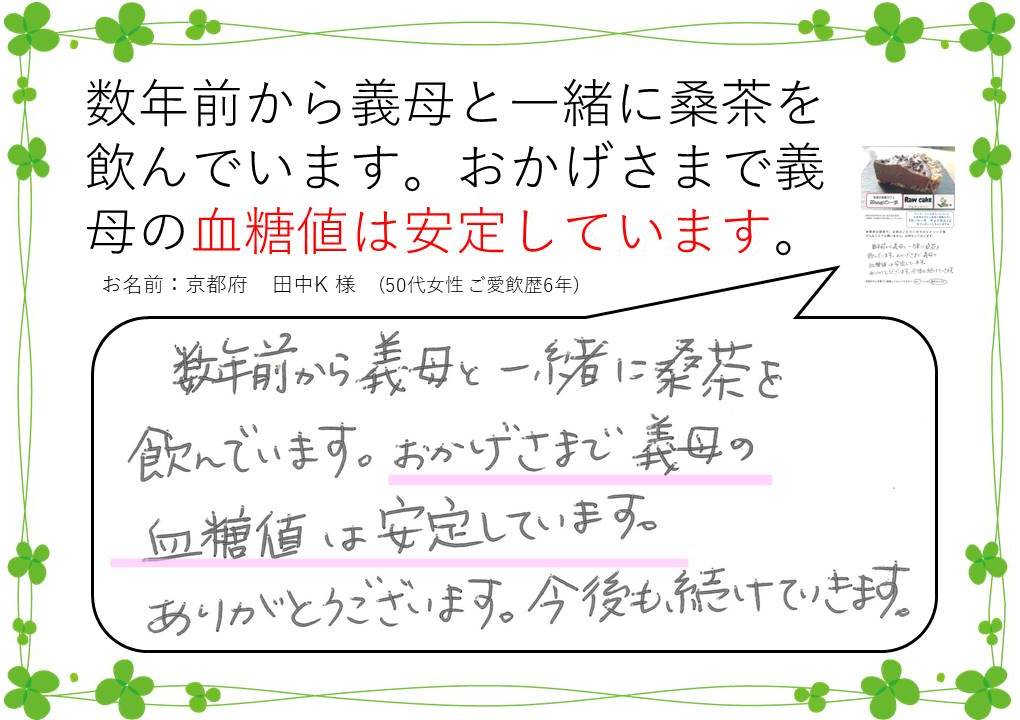 数年前から義母と一緒に桑茶を
飲んでいます。おかげさまで義
母の血糖値は安定しています。
お名前：京都府　田中K 様　(50代女性 ご愛飲歴6年)
Raw cake
数年前から義母と一緒に桑茶を
飲んでいます。おかげさまで義母の
血糖値は安定しています。
ありがとうございます。今後も続けていきます。